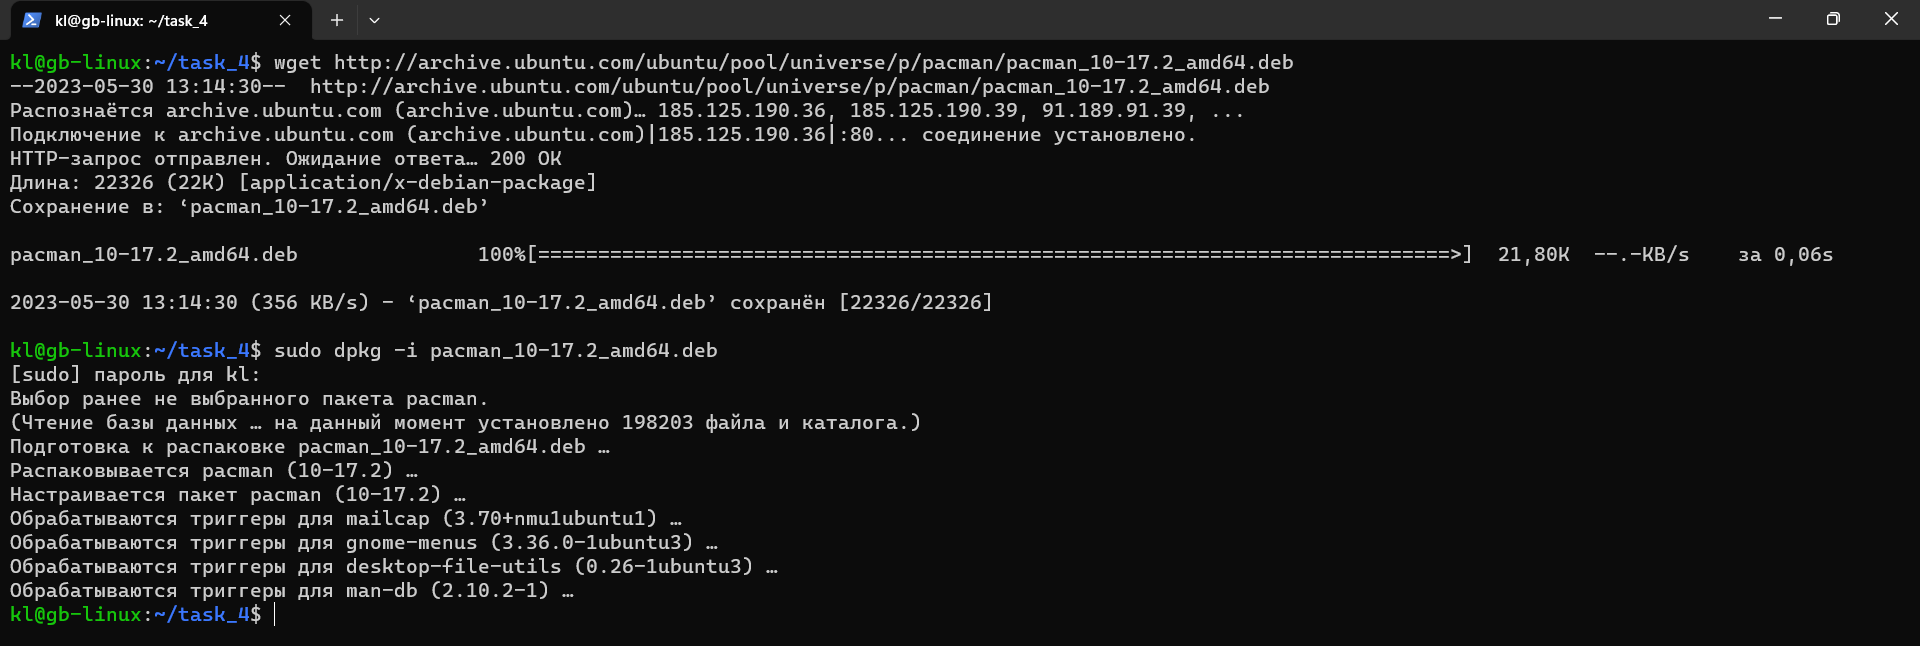 kl@gb-linux: ~/task_4
kl@gb-linux:~/task_4$ wget http://archive.ubuntu.com/ubuntu/pool/universe/p/pacman/pacman_10-17.2_amd64.deb
--2023-05-30 13:14:30--  http://archive.ubuntu.com/ubuntu/pool/universe/p/pacman/pacman_10-17.2_amd64.deb
Распознаётся archive.ubuntu.com (archive.ubuntu.com)… 185.125.190.36, 185.125.190.39, 91.189.91.39, ...
Подключение к archive.ubuntu.com (archive.ubuntu.com)|185.125.190.36|:80... соединение установлено.
HTTP-запрос отправлен. Ожидание ответа… 200 OK
Длина: 22326 (22K) [application/x-debian-package]
Сохранение в: ‘pacman_10-17.2_amd64.deb’
pacman_10-17.2_amd64.deb               100%[============================================================================>]  21,80K  --.-KB/s    за 0,06s
2023-05-30 13:14:30 (356 KB/s) - ‘pacman_10-17.2_amd64.deb’ сохранён [22326/22326]
kl@gb-linux:~/task_4$ sudo dpkg -i pacman_10-17.2_amd64.deb
[sudo] пароль для kl:
Выбор ранее не выбранного пакета pacman.
(Чтение базы данных … на данный момент установлено 198203 файла и каталога.)
Подготовка к распаковке pacman_10-17.2_amd64.deb …
Распаковывается pacman (10-17.2) …
Настраивается пакет pacman (10-17.2) …
Обрабатываются триггеры для mailcap (3.70+nmu1ubuntu1) …
Обрабатываются триггеры для gnome-menus (3.36.0-1ubuntu3) …
Обрабатываются триггеры для desktop-file-utils (0.26-1ubuntu3) …
Обрабатываются триггеры для man-db (2.10.2-1) …
kl@gb-linux:~/task_4$